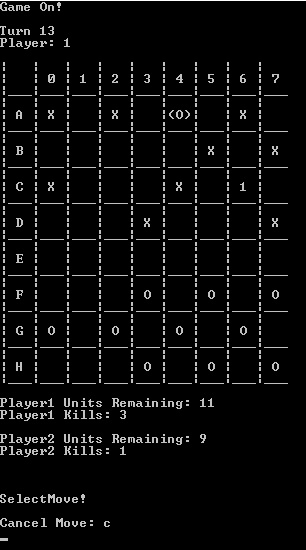 Game On!
Turn 13
Player: 1
0 1 2 3 4 5 6 7
A X X (O) X
B X X
C X X 1
D X X
E
F O O O
G O O O O
H O O O
Player1 Units Remaining: 11
Player1 Kills: 3
Player2 Units Remaining: 9
Player2 Kills: 1
SelectMove!
Cancel Move: c